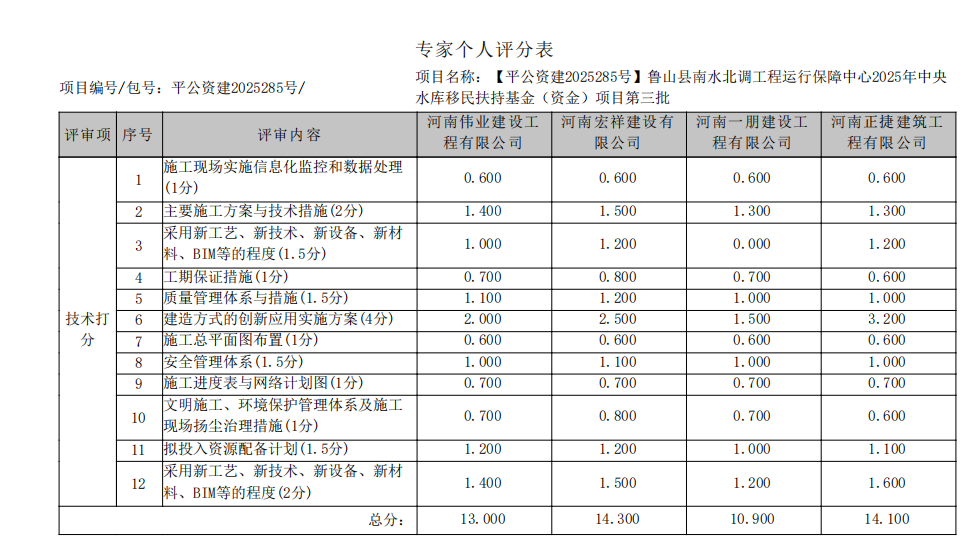 专家个人评分表
项目编号/包号：平公资建2025285号/
项目名称：【平公资建2025285号】鲁山县南水北调工程运行保障中心2025年中央
水库移民扶持基金（资金）项目第三批
评审项 序号 评审内容 河南伟业建设工 河南宏祥建设有 河南一朋建设工 河南正捷建筑工
程有限公司 限公司 程有限公司 程有限公司
技术打
分
1 施工现场实施信息化监控和数据处理
(1分) 0.600 0.600 0.600 0.600
2 主要施工方案与技术措施(2分) 1.400 1.500 1.300 1.300
3 采用新工艺、新技术、新设备、新材
料、BIM等的程度(1.5分) 1.000 1.200 0.000 1.200
4 工期保证措施(1分) 0.700 0.800 0.700 0.600
5 质量管理体系与措施(1.5分) 1.100 1.200 1.000 1.000
6 建造方式的创新应用实施方案(4分) 2.000 2.500 1.500 3.200
7 施工总平面图布置(1分) 0.600 0.600 0.600 0.600
8 安全管理体系(1.5分) 1.000 1.100 1.000 1.000
9 施工进度表与网络计划图(1分) 0.700 0.700 0.700 0.700
10 文明施工、环境保护管理体系及施工
现场扬尘治理措施(1分) 0.700 0.800 0.700 0.600
11 拟投入资源配备计划(1.5分) 1.200 1.200 1.000 1.100
12 采用新工艺、新技术、新设备、新材
料、BIM等的程度(2分) 1.400 1.500 1.200 1.600
总分： 13.000 14.300 10.900 14.100